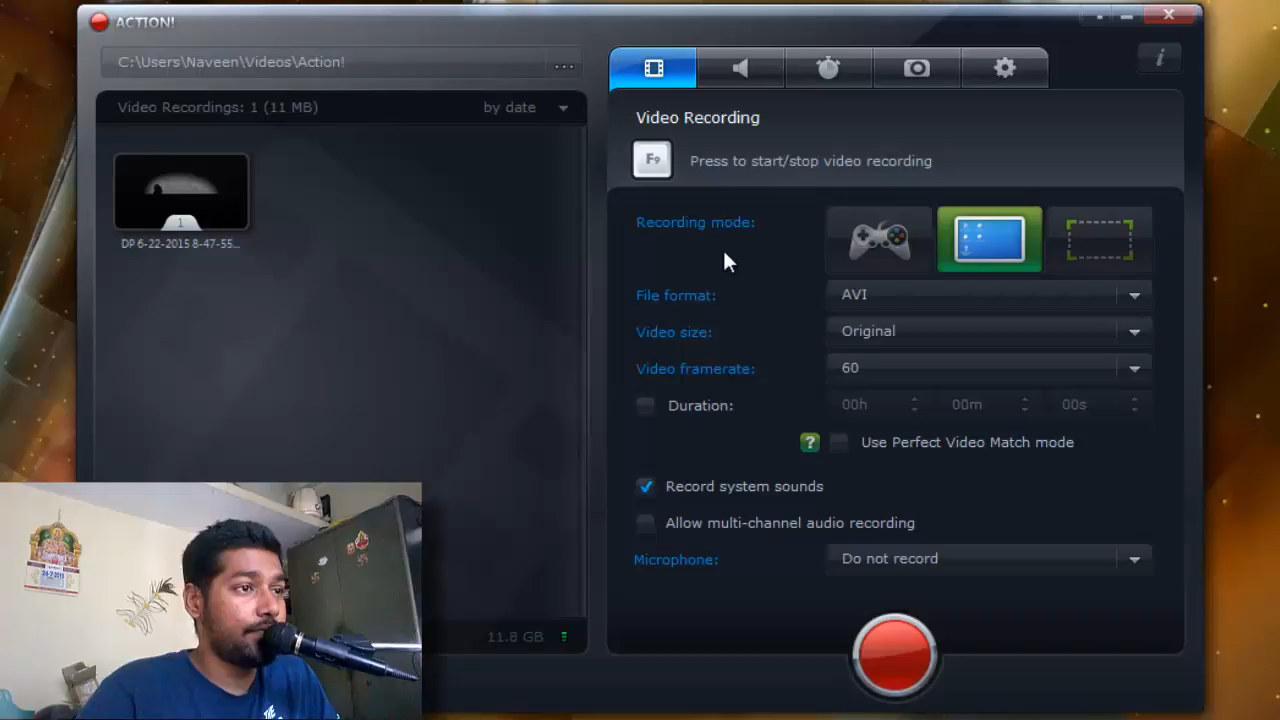 ACTION!
C:\Users\Naveen\Videos\Action!
...
i
Video Recordings: 1 (11 MB)
by date
1
DP 6-22-2015 8-47-55...
11.8 GB
Video Recording
F9
Press to start/stop video recording
Recording mode:
File format:
AVI
Video size:
Original
Video framerate:
60
Duration:
00h
00m
00s
?
Use Perfect Video Match mode
Record system sounds
Allow multi-channel audio recording
Microphone:
Do not record
THE